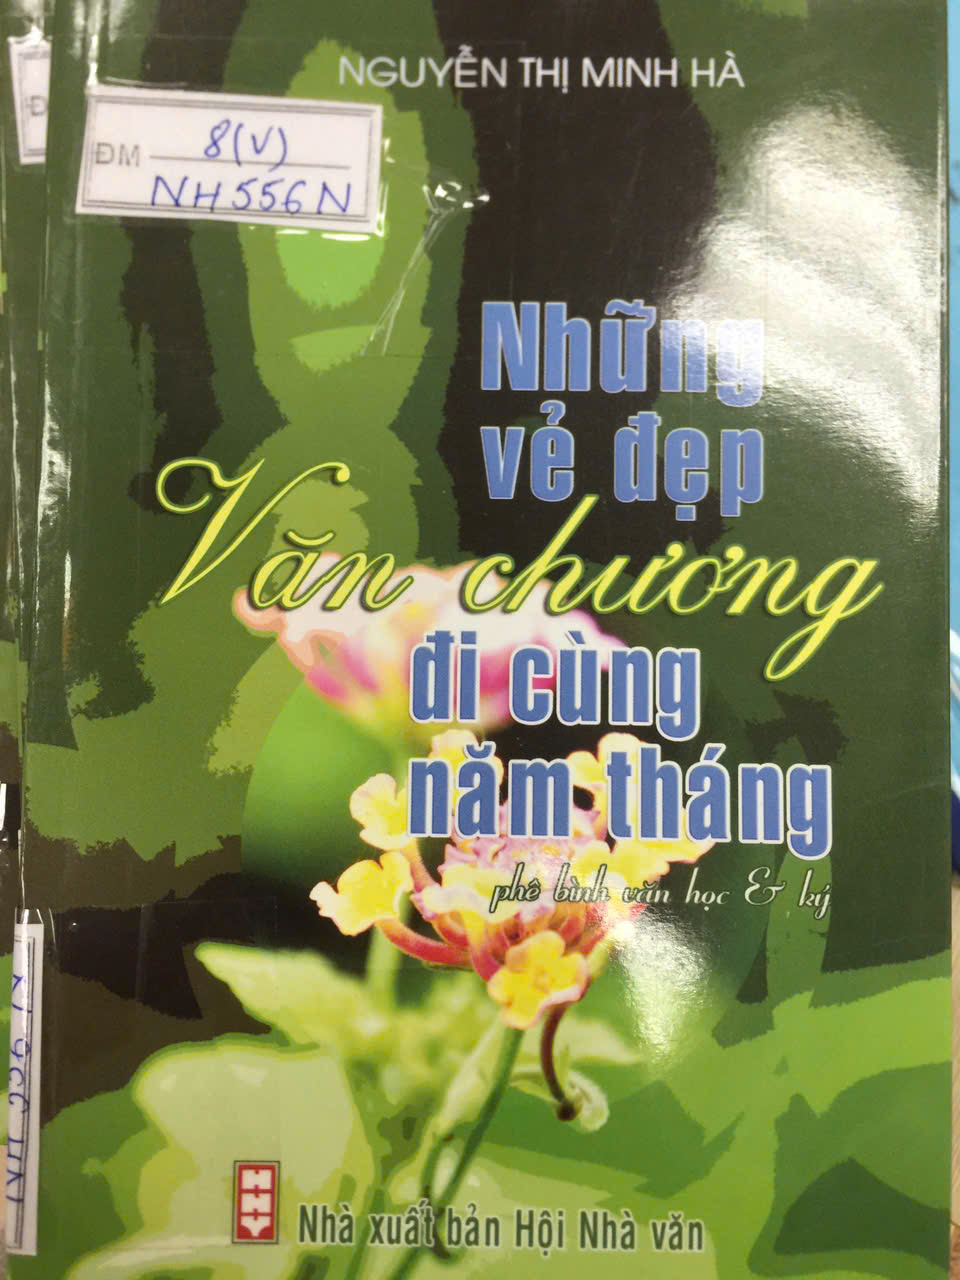 NGUYỄN THỊ MINH HÀ
ĐM 8(V)
NH556N
Những
vẻ đẹp
Văn chương
đi cùng
năm tháng
phê bình văn học & ký
HNV
Nhà xuất bản Hội Nhà văn